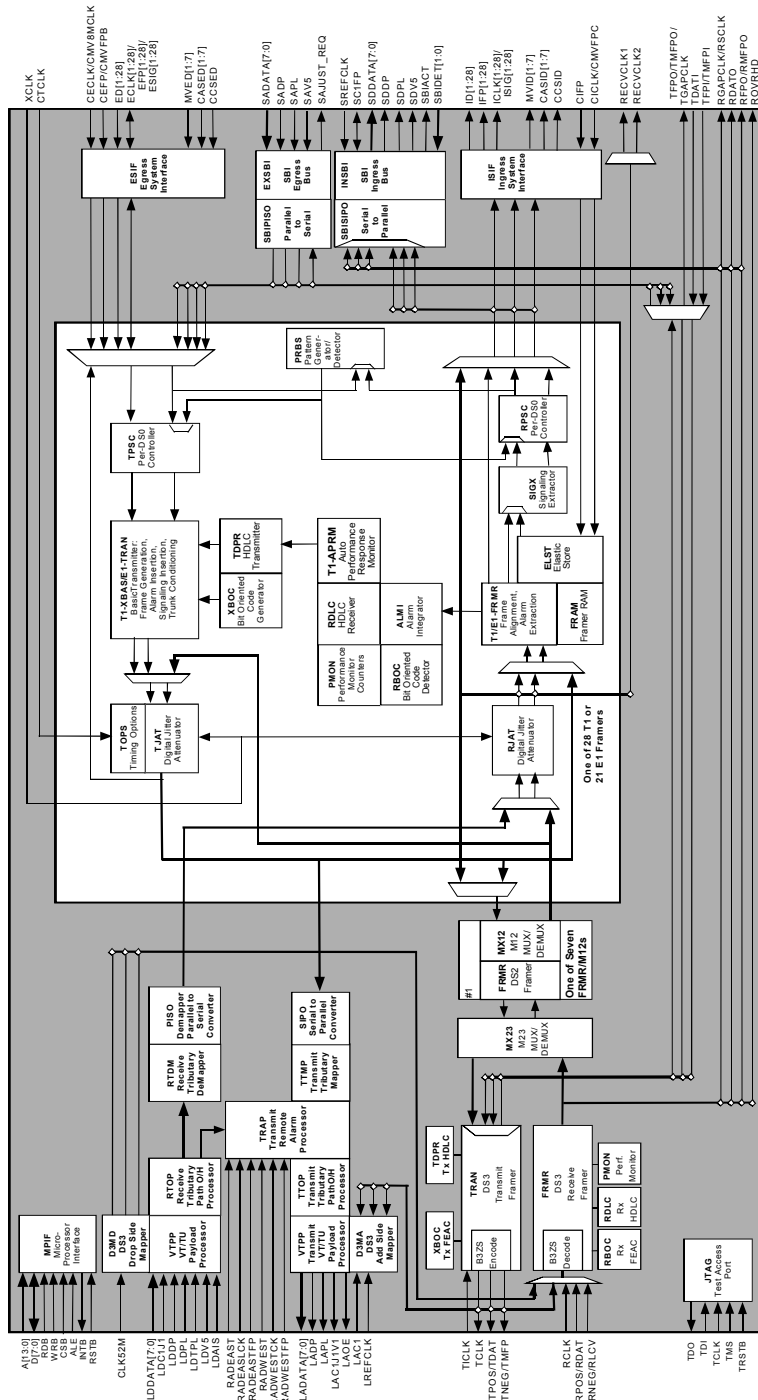 XCLK
CTCLK
CECLK/CMV8MCLK
CEFP/CMVFPB
ED[1:28]
ECLK[1:28]/
EFP[1:28]/
ESIG[1:28]
MVED[1:7]
CASED[1:7]
CCSED
SADATA[7:0]
SADP
SAPL
SAV5
SAJUST_REQ
SREFCLK
SC1FP
SDDATA[7:0]
SDDP
SDPL
SDV5
SBIACT
SBIDET[1:0]
ID[1:28]
IFP[1:28]
ICLK[1:28]/
ISIG[1:28]
MVID[1:7]
CASID[1:7]
CCSID
CIFP
CICLK/CMVFPC
RECVCLK1
RECVCLK2
TFPO/TMFPO/
TGAPCLK
TDATI
TFPI/TMFPI
RGAPCLK/RSCLK
RDATO
RFPO/RMFPO
ROVRHD
ESIF
Egress
System
Interface
SBIPISO
Parallel
to
Serial
EXSBI
SBI
Egress
Bus
SBISIPO
Serial to
Parallel
INSBI
SBI
Ingress
Bus
ISIF
Ingress
System
Interface
PRBS
Pattern
Gener-
ator/
Detector
TPSC
Per-DS0
Controller
RPSC
Per-DS0
Controller
SIGX
Signaling
Extractor
T1-XBAS/E1-TRAN
BasicTransmitter:
Frame Generation,
Alarm Insertion,
Signaling Insertion,
Trunk Conditioning
XBOC
Bit Oriented
Code
Generator
TDPR
HDLC
Transmitter
T1-APRM
Auto
Performance
Response
Monitor
PMON
Performance
Monitor
Counters
RDLC
HDLC
Receiver
RBOC
Bit Oriented
Code
Detector
ALMI
Alarm
Integrator
ELST
Elastic
Store
T1/E1-FRMR
Frame
Alignment,
Alarm
Extraction
FRAM
Framer RAM
TOPS
Timing Options
TJAT
Digital Jitter
Attenuator
RJAT
Digital Jitter
Attenuator
One of 28 T1 or
21 E1 Framers
PISO
Demapper
Parallel to
Serial
Converter
RTDM
Receive
Tributary
DeMapper
SIPO
Serial to
Parallel
Converter
TTMP
Transmit
Tributary
Mapper
#1
FRMR
DS2
Framer
MX12
M12
MUX/
DEMUX
One of Seven
FRMR/M12s
MX23
M23
MUX/
DEMUX
TRAP
Transmit
Remote
Alarm
Processor
MPIF
Micro-
Processor
Interface
D3MD
DS3
Drop Side
Mapper
VTPP
VT/TU
Payload
Processor
RTOP
Receive
Tributary
Path O/H
Processor
VTPP
Transmit
VT/TU
Payload
Processor
TTOP
Transmit
Tributary
PathO/H
Processor
D3MA
DS3
Add Side
Mapper
XBOC
Tx FEAC
TDPR
Tx HDLC
B3ZS
Encode
TRAN
DS3
Transmit
Framer
B3ZS
Decode
FRMR
DS3
Receive
Framer
RBOC
Rx
FEAC
RDLC
Rx
HDLC
PMON
Perf.
Monitor
JTAG
Test Access
Port
A[13:0]
D[7:0]
RDB
WRB
CSB
ALE
INTB
RSTB
CLK52M
LDDATA[7:0]
LDC1J1
LDDP
LDPL
LDTPL
LDV5
LDAIS
RADEAST
RADEASTCK
RADEASTFP
RADWEST
RADWESTCK
RADWESTFP
LADATA[7:0]
LADP
LAPL
LAC1J1V1
LAOE
LAC1
LREFCLK
TICLK
TCLK
TPOS/TDAT
TNEG/TMFP
RCLK
RPOS/RDAT
RNEG/RLCV
TDO
TDI
TCLK
TMS
TRSTB